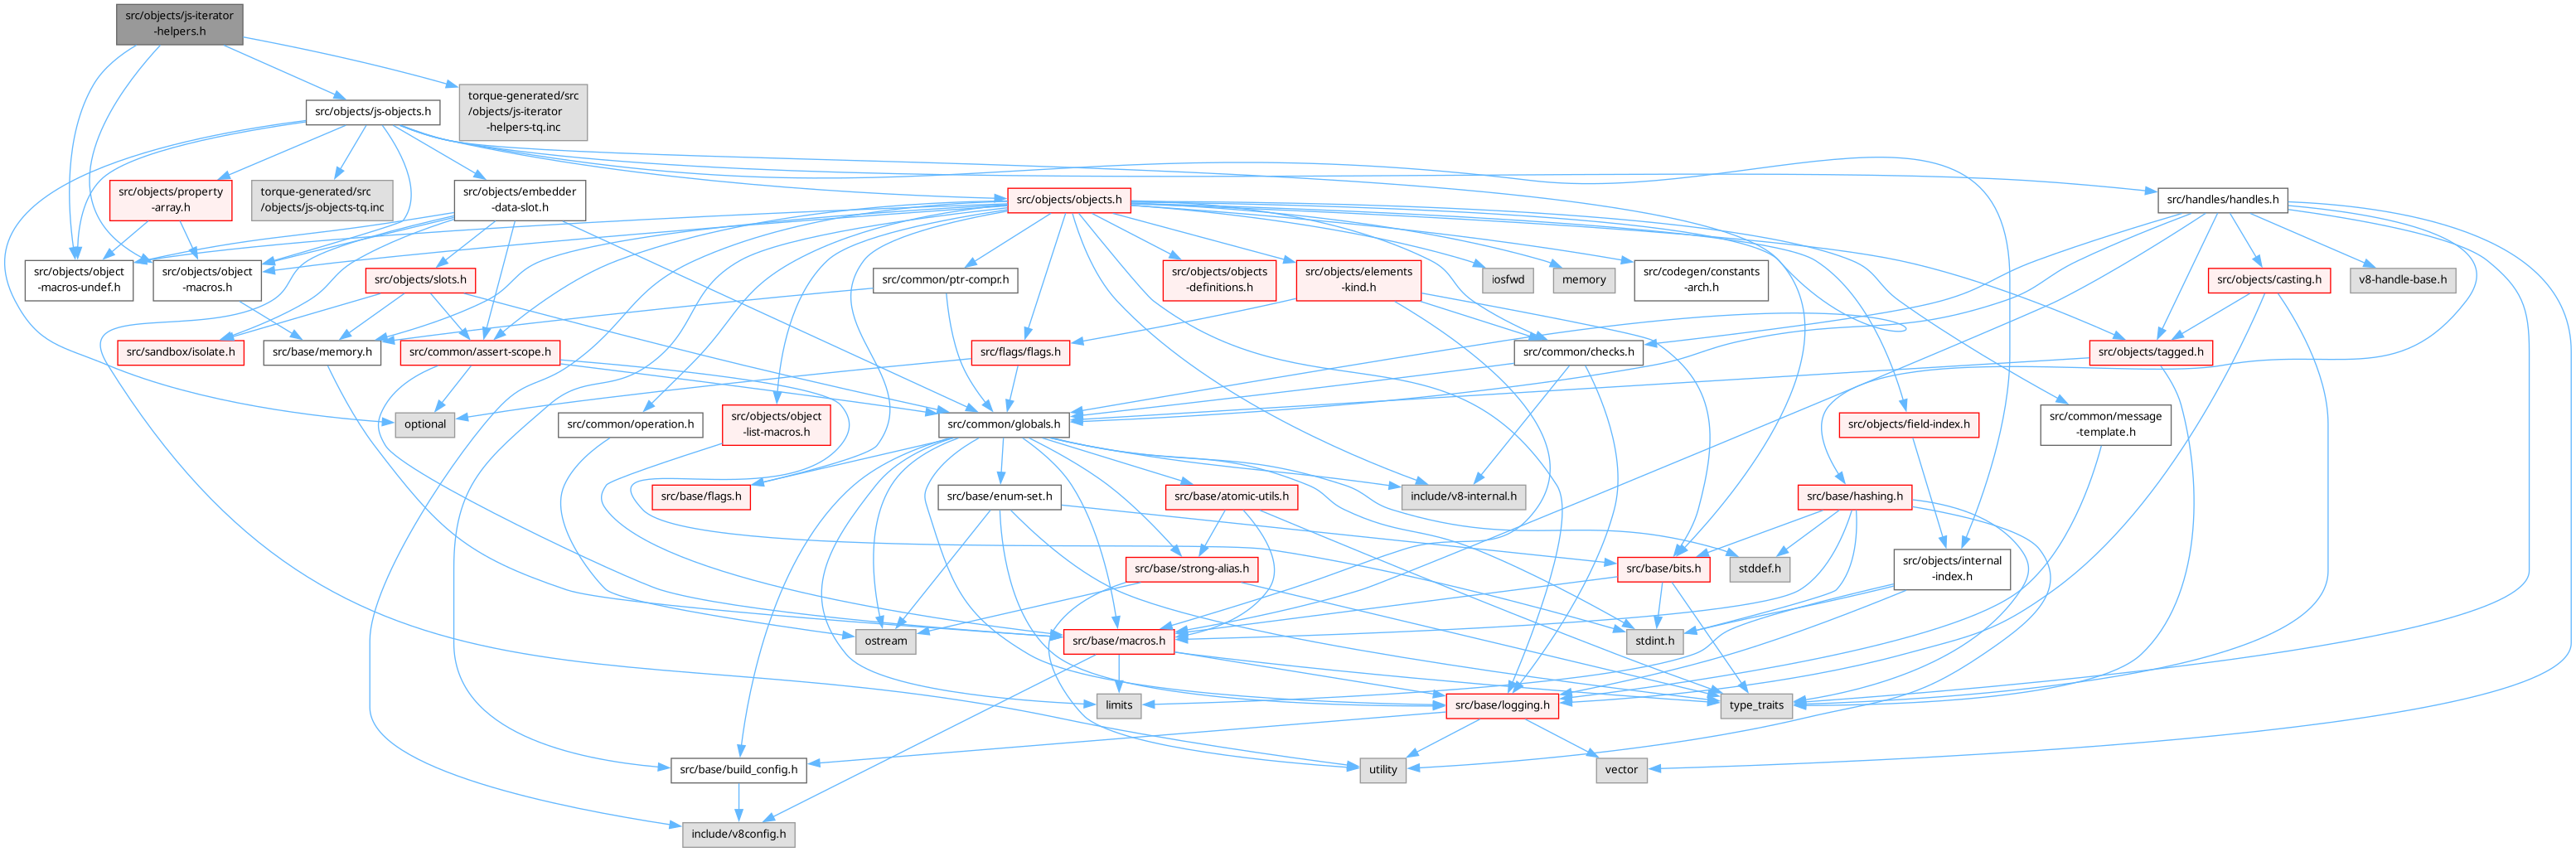 src/objects/js-iterator
-helpers.h
src/objects/js-objects.h
torque-generated/src
/objects/js-iterator
-helpers-tq.inc
src/objects/property
-array.h
torque-generated/src
/objects/js-objects-tq.inc
src/objects/embedder
-data-slot.h
src/objects/objects.h
src/handles/handles.h
src/objects/object
-macros-undef.h
src/objects/object
-macros.h
src/objects/slots.h
src/common/ptr-compr.h
src/objects/objects
-definitions.h
src/objects/elements
-kind.h
iosfwd
memory
src/codegen/constants
-arch.h
src/objects/casting.h
v8-handle-base.h
src/sandbox/isolate.h
src/base/memory.h
src/common/assert-scope.h
src/flags/flags.h
src/common/checks.h
src/objects/tagged.h
optional
src/common/operation.h
src/objects/object
-list-macros.h
src/common/globals.h
src/objects/field-index.h
src/common/message
-template.h
src/base/flags.h
src/base/enum-set.h
src/base/atomic-utils.h
include/v8-internal.h
src/base/hashing.h
src/base/strong-alias.h
src/base/bits.h
stddef.h
src/objects/internal
-index.h
ostream
src/base/macros.h
stdint.h
limits
src/base/logging.h
type_traits
src/base/build_config.h
utility
vector
include/v8config.h